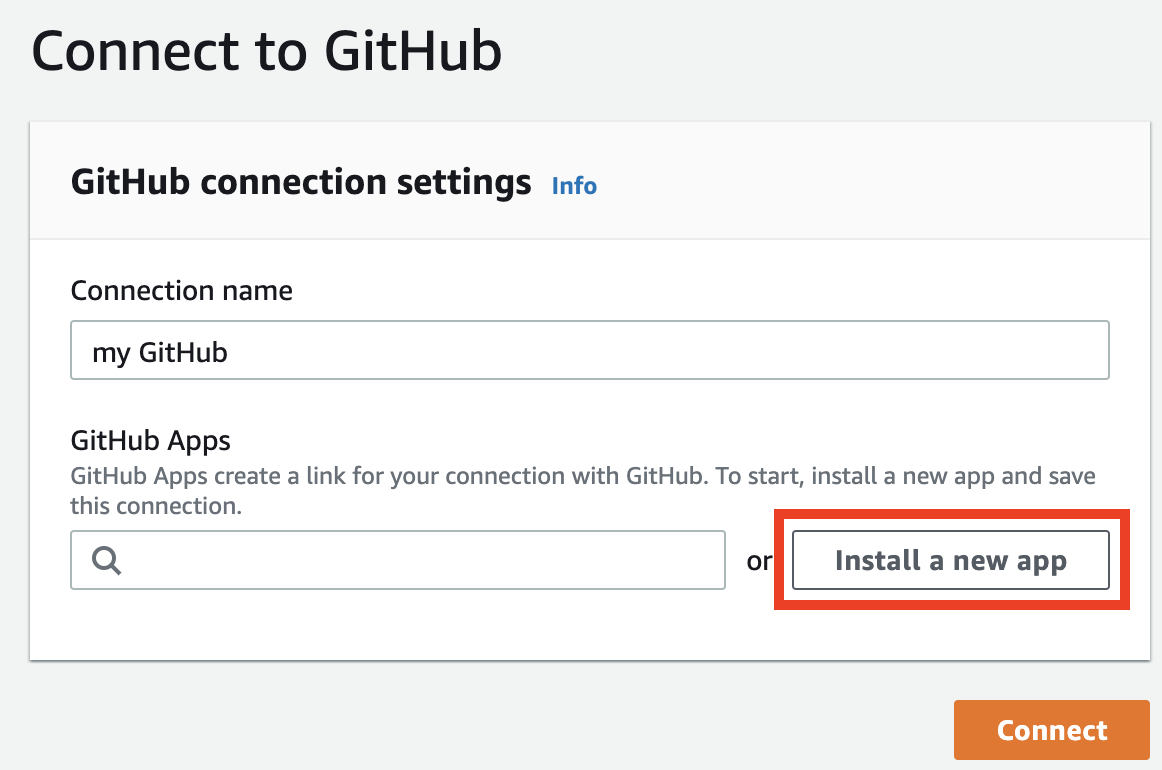 Connect to GitHub
GitHub connection settings Info
Connection name
my GitHub
GitHub Apps
GitHub Apps create a link for your connection with GitHub. To start, install a new app and save
this connection.
or Install a new app
Connect